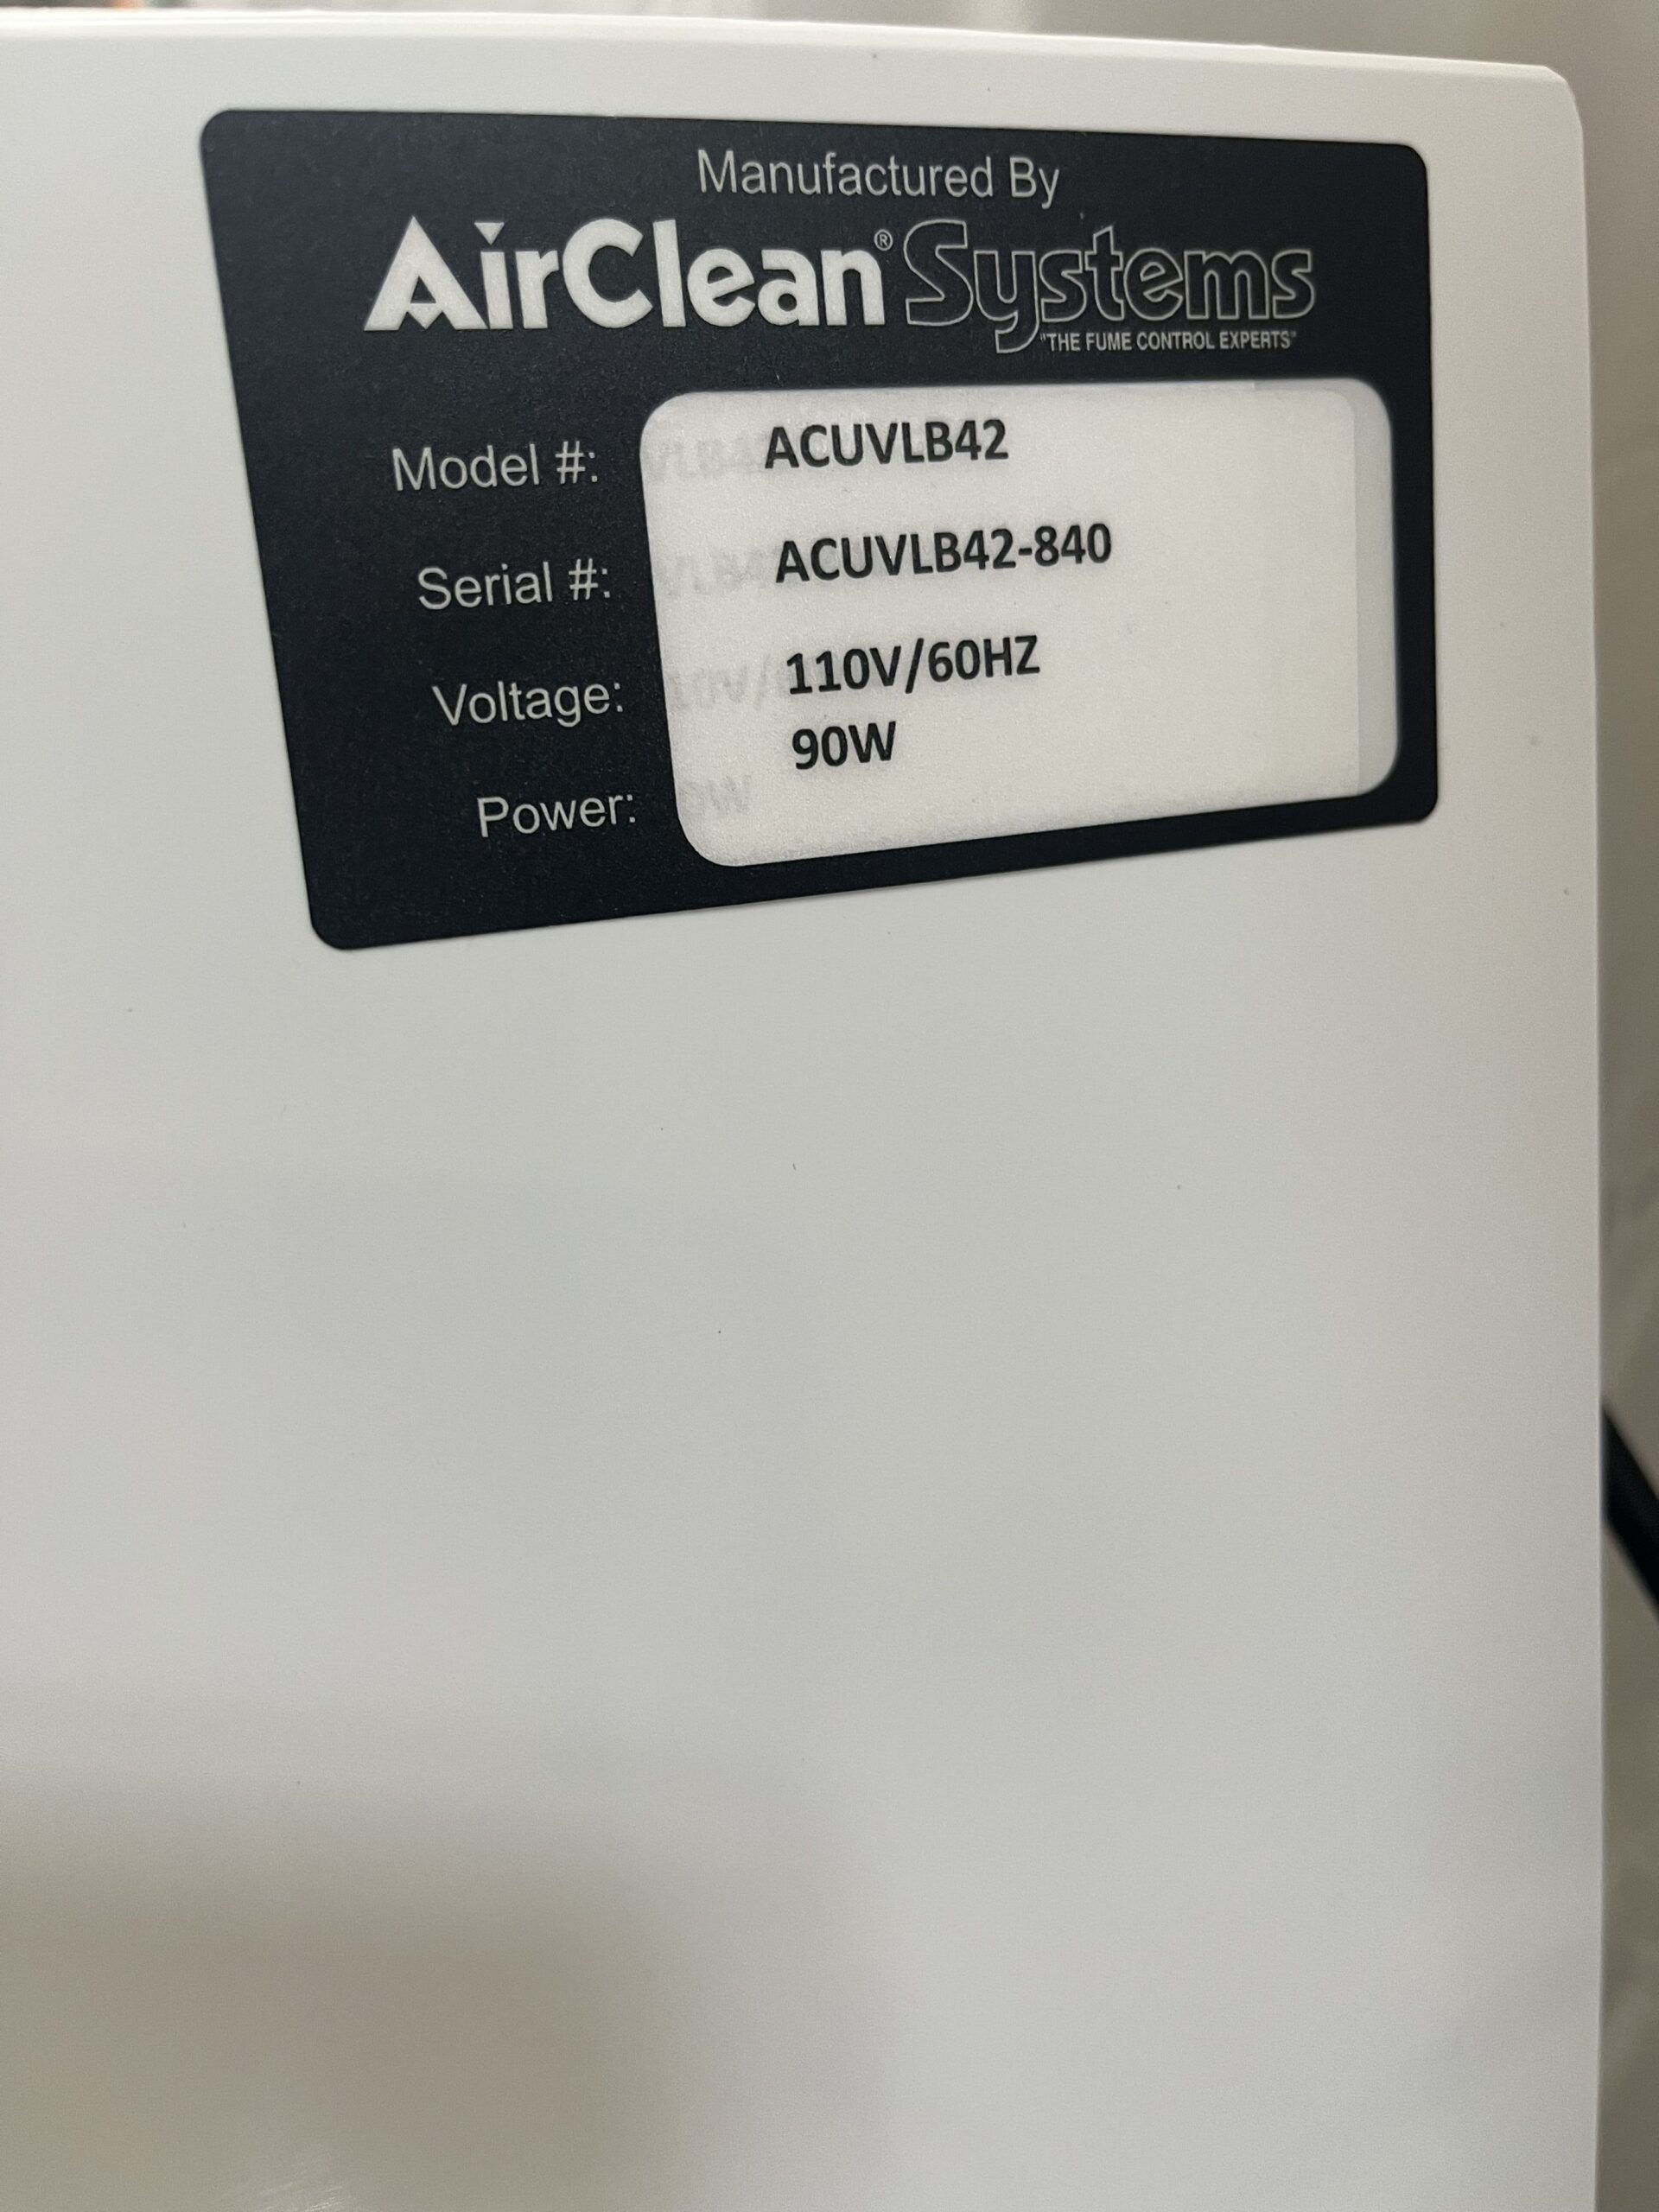 Manufactured By
AirClean® Systems
"THE FUME CONTROL EXPERTS"
Model #: ACUVLB42
Serial #: ACUVLB42-840
Voltage: 110V/60HZ
Power: 90W